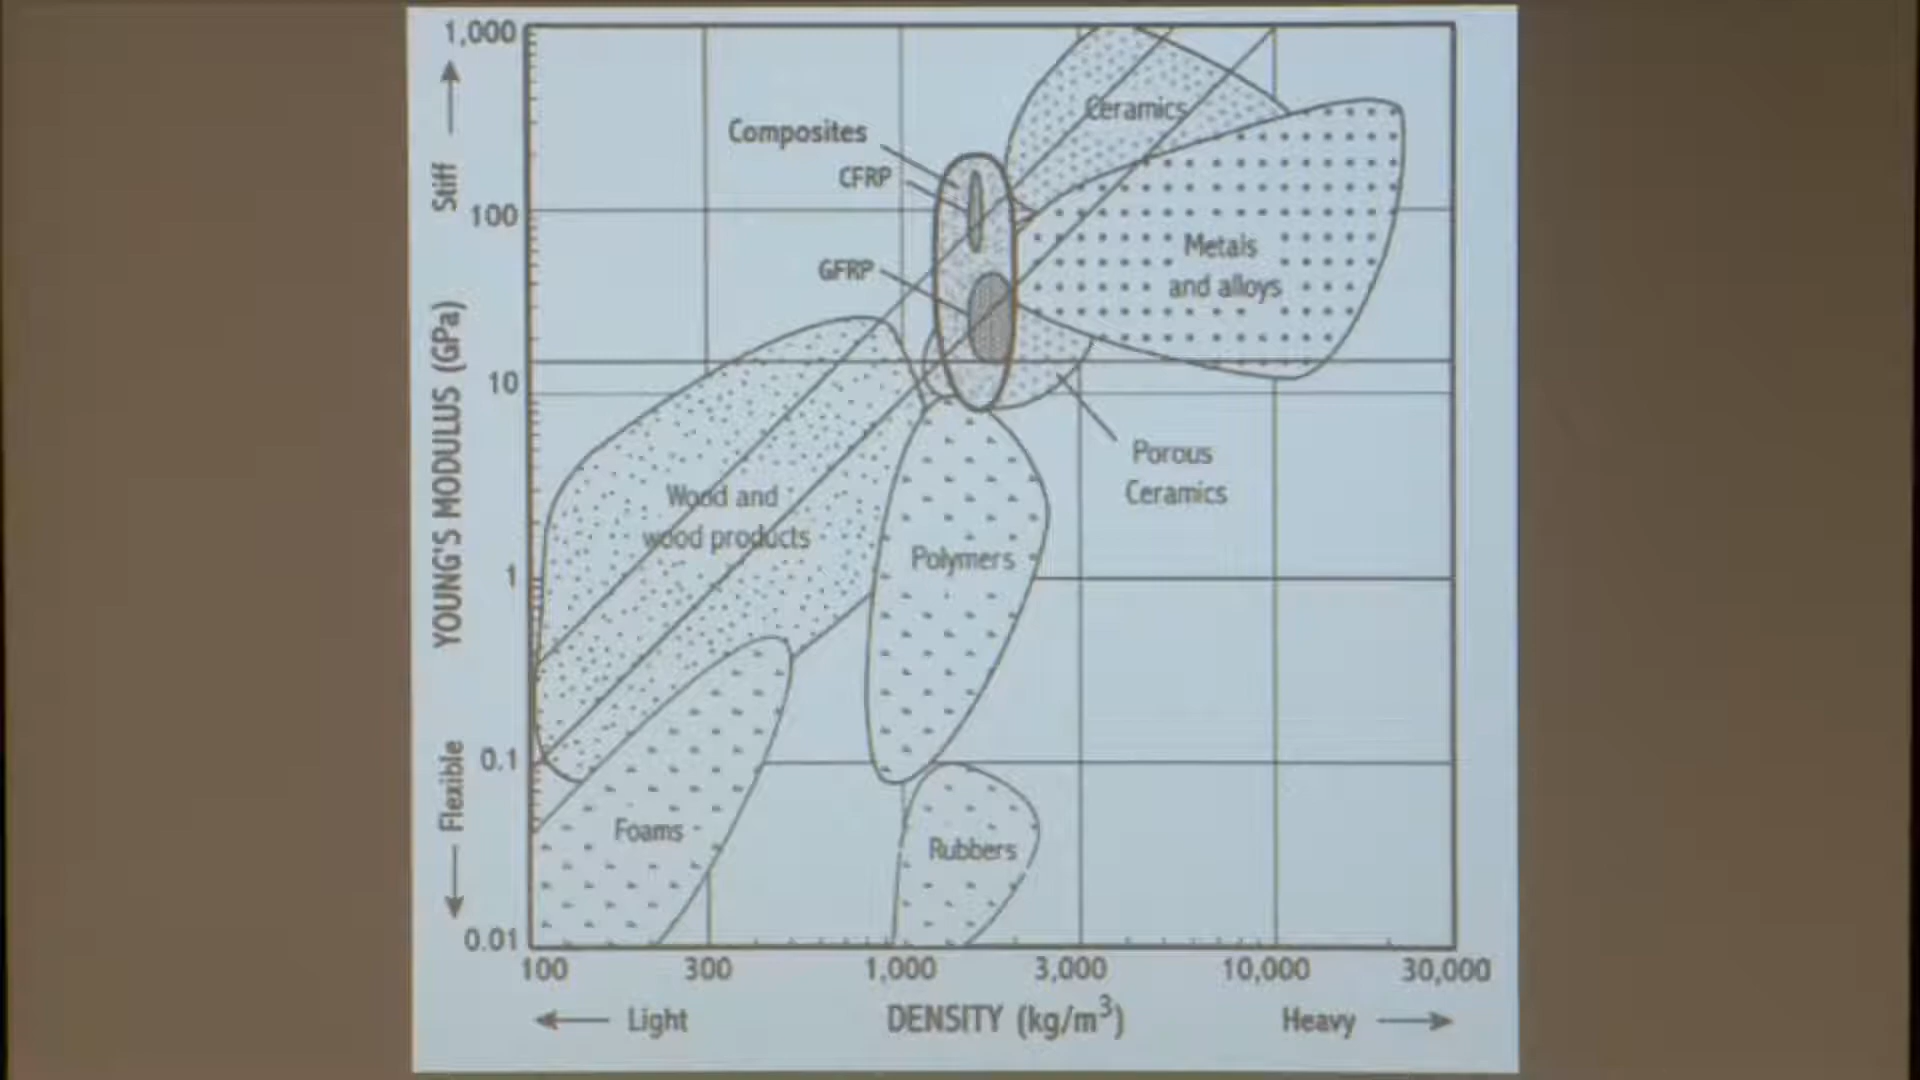 1,000
Stiff
Composites
CFRP
Ceramics
100
GFRP
Metals
and alloys
10
YOUNG'S MODULUS (GPa)
Porous
Ceramics
Wood and
wood products
Polymers
1
0.1
Flexible
Foams
Rubbers
0.01
100 300 1,000 3,000 10,000 30,000
Light DENSITY (kg/m³) Heavy